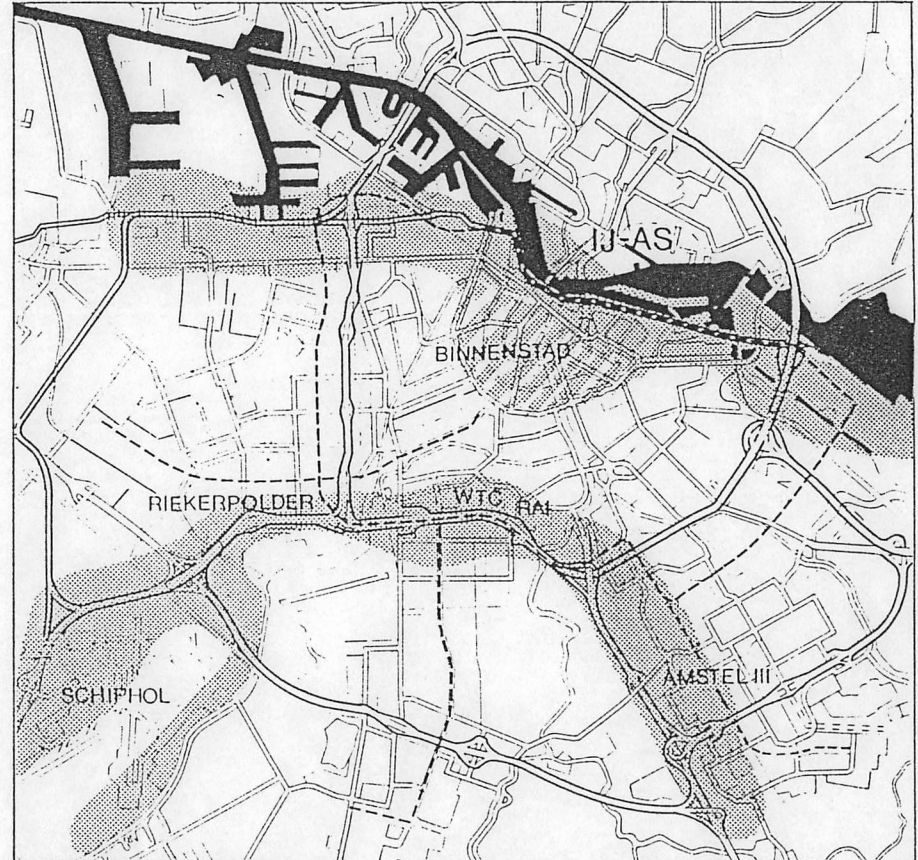 IJ-AS
BINNENSTAD
RIEKERPOLDER
WTC
RAI
AMSTEL III
SCHIPHOL